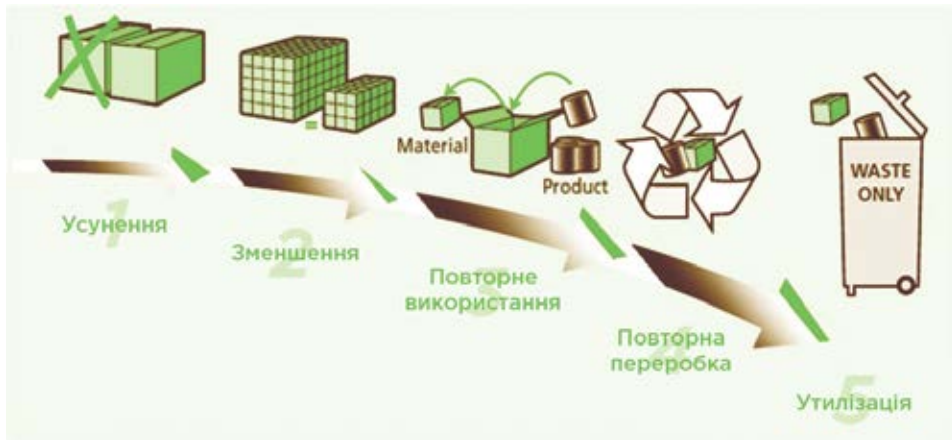 Material
Product
WASTE
ONLY
1
Усунення
2
Зменшення
3
Повторне
використання
4
Повторна
переробка
5
Утилізація